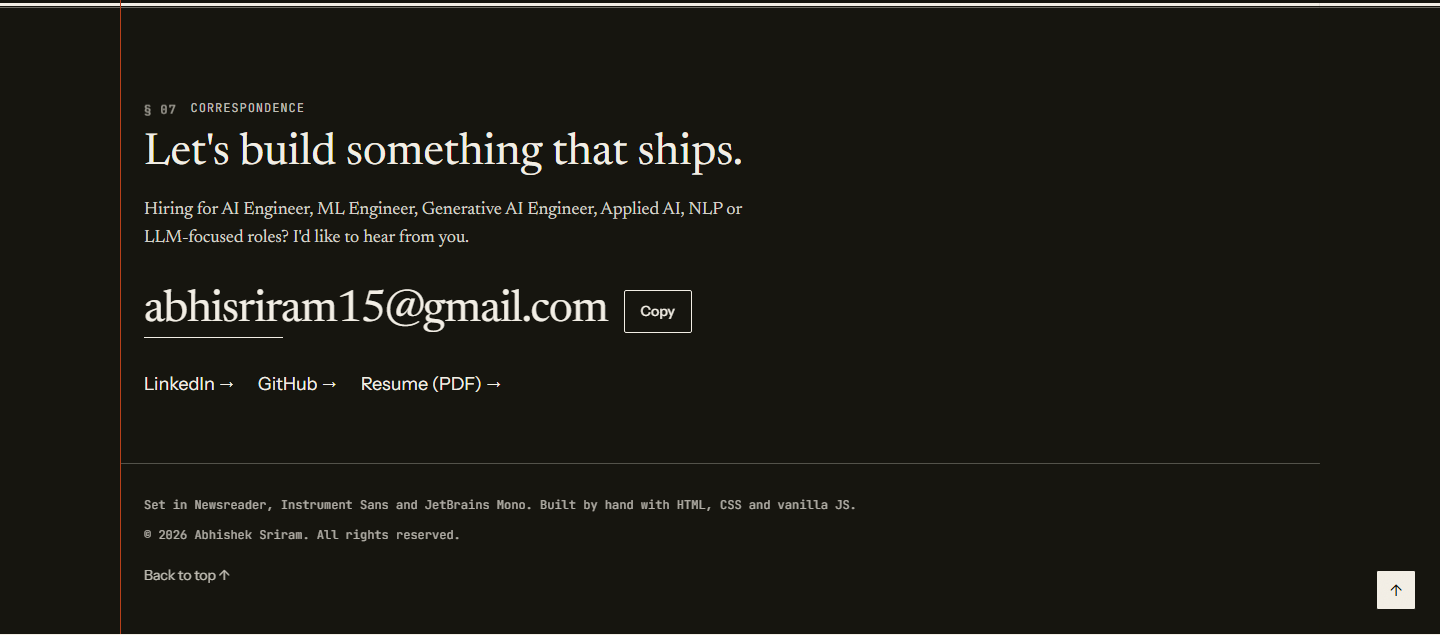 § 07 CORRESPONDENCE
Let's build something that ships.
Hiring for AI Engineer, ML Engineer, Generative AI Engineer, Applied AI, NLP or
LLM-focused roles? I'd like to hear from you.
abhisriram15@gmail.com Copy
LinkedIn → GitHub → Resume (PDF) →
Set in Newsreader, Instrument Sans and JetBrains Mono. Built by hand with HTML, CSS and vanilla JS.
© 2026 Abhishek Sriram. All rights reserved.
Back to top ↑
↑